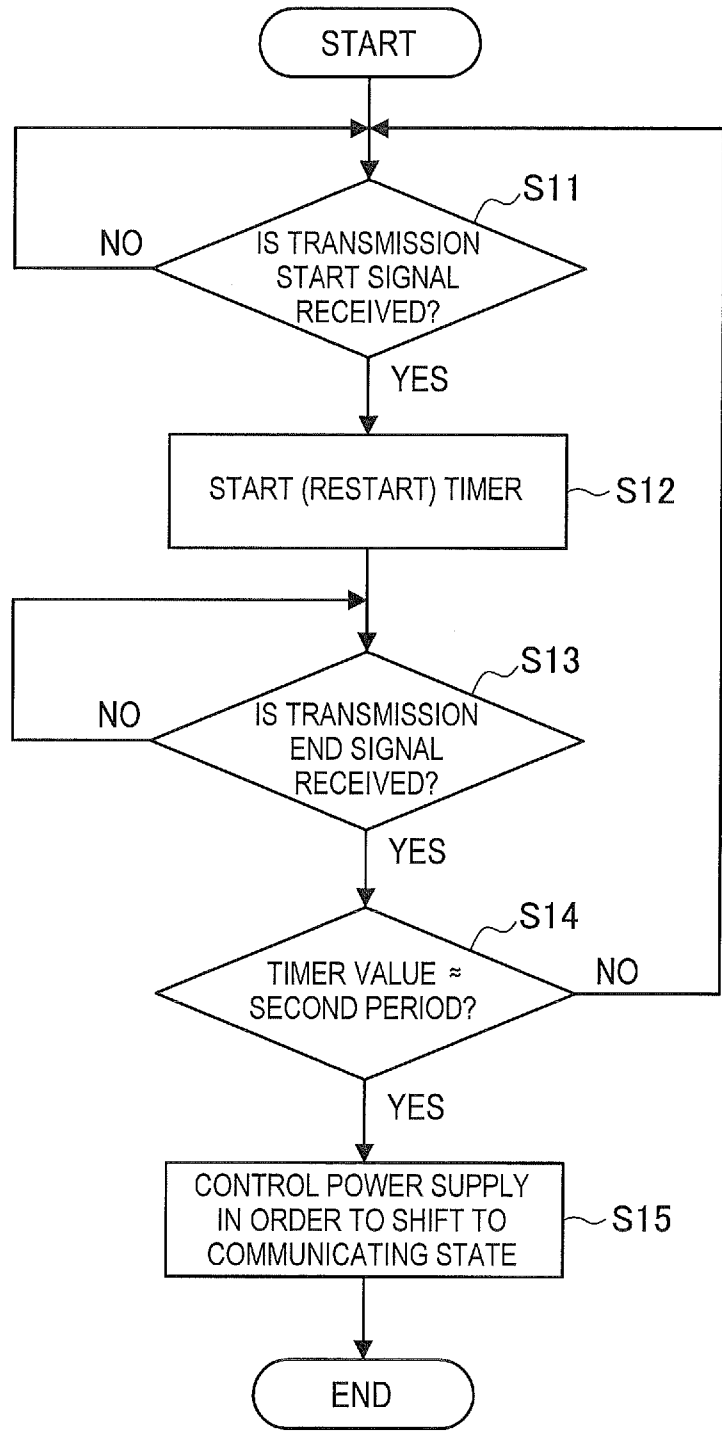 START
S11
NO
IS TRANSMISSION
START SIGNAL
RECEIVED?
YES
START (RESTART) TIMER
S12
S13
NO
IS TRANSMISSION
END SIGNAL
RECEIVED?
YES
S14
TIMER VALUE ≈
SECOND PERIOD?
NO
YES
CONTROL POWER SUPPLY
IN ORDER TO SHIFT TO
COMMUNICATING STATE
S15
END